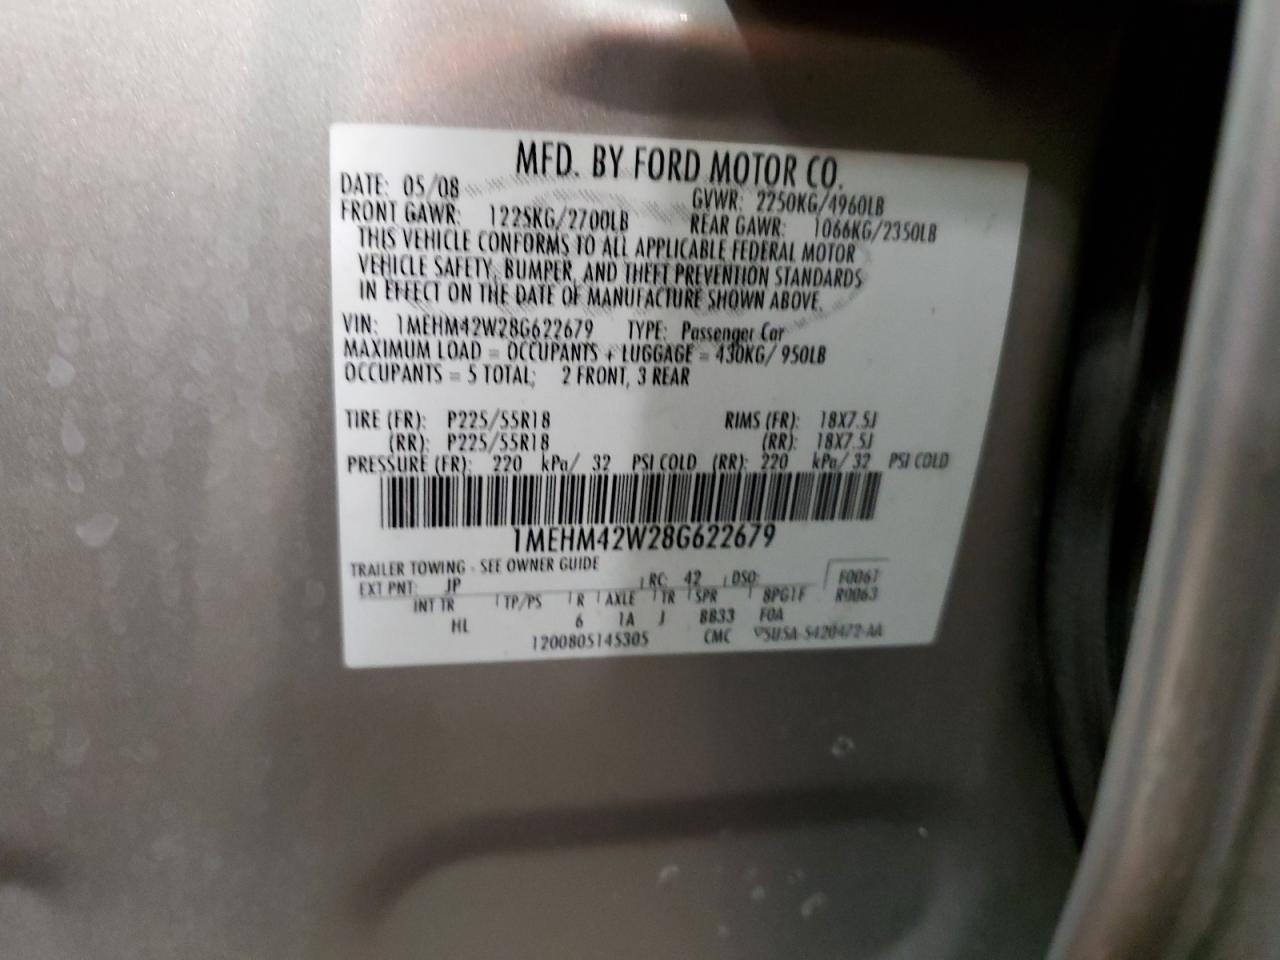 MFD. BY FORD MOTOR CO.
DATE: 05/08 GVWR: 2250KG/4960LB
FRONT GAWR: 1225KG/2700LB REAR GAWR: 1066KG/2350LB
THIS VEHICLE CONFORMS TO ALL APPLICABLE FEDERAL MOTOR
VEHICLE SAFETY, BUMPER, AND THEFT PREVENTION STANDARDS
IN EFFECT ON THE DATE OF MANUFACTURE SHOWN ABOVE.
VIN: 1MEHM42W28G622679 TYPE: Passenger Car
MAXIMUM LOAD = OCCUPANTS + LUGGAGE = 430KG/ 950LB
OCCUPANTS = 5 TOTAL; 2 FRONT, 3 REAR
TIRE (FR): P225/55R18 RIMS (FR): 18X7.5J
(RR): P225/55R18 (RR): 18X7.5J
PRESSURE (FR): 220 kPa/ 32 PSI COLD (RR): 220 kPa/ 32 PSI COLD
1MEHM42W28G622679
TRAILER TOWING - SEE OWNER GUIDE
EXT PNT: JP RC: 42 DSO: F0067
INT TR TP/PS R AXLE TR SPR 8PG1F R0063
HL 6 1A J BB33 F0A
1200805145305 CMC 5U5A-5420472-AA